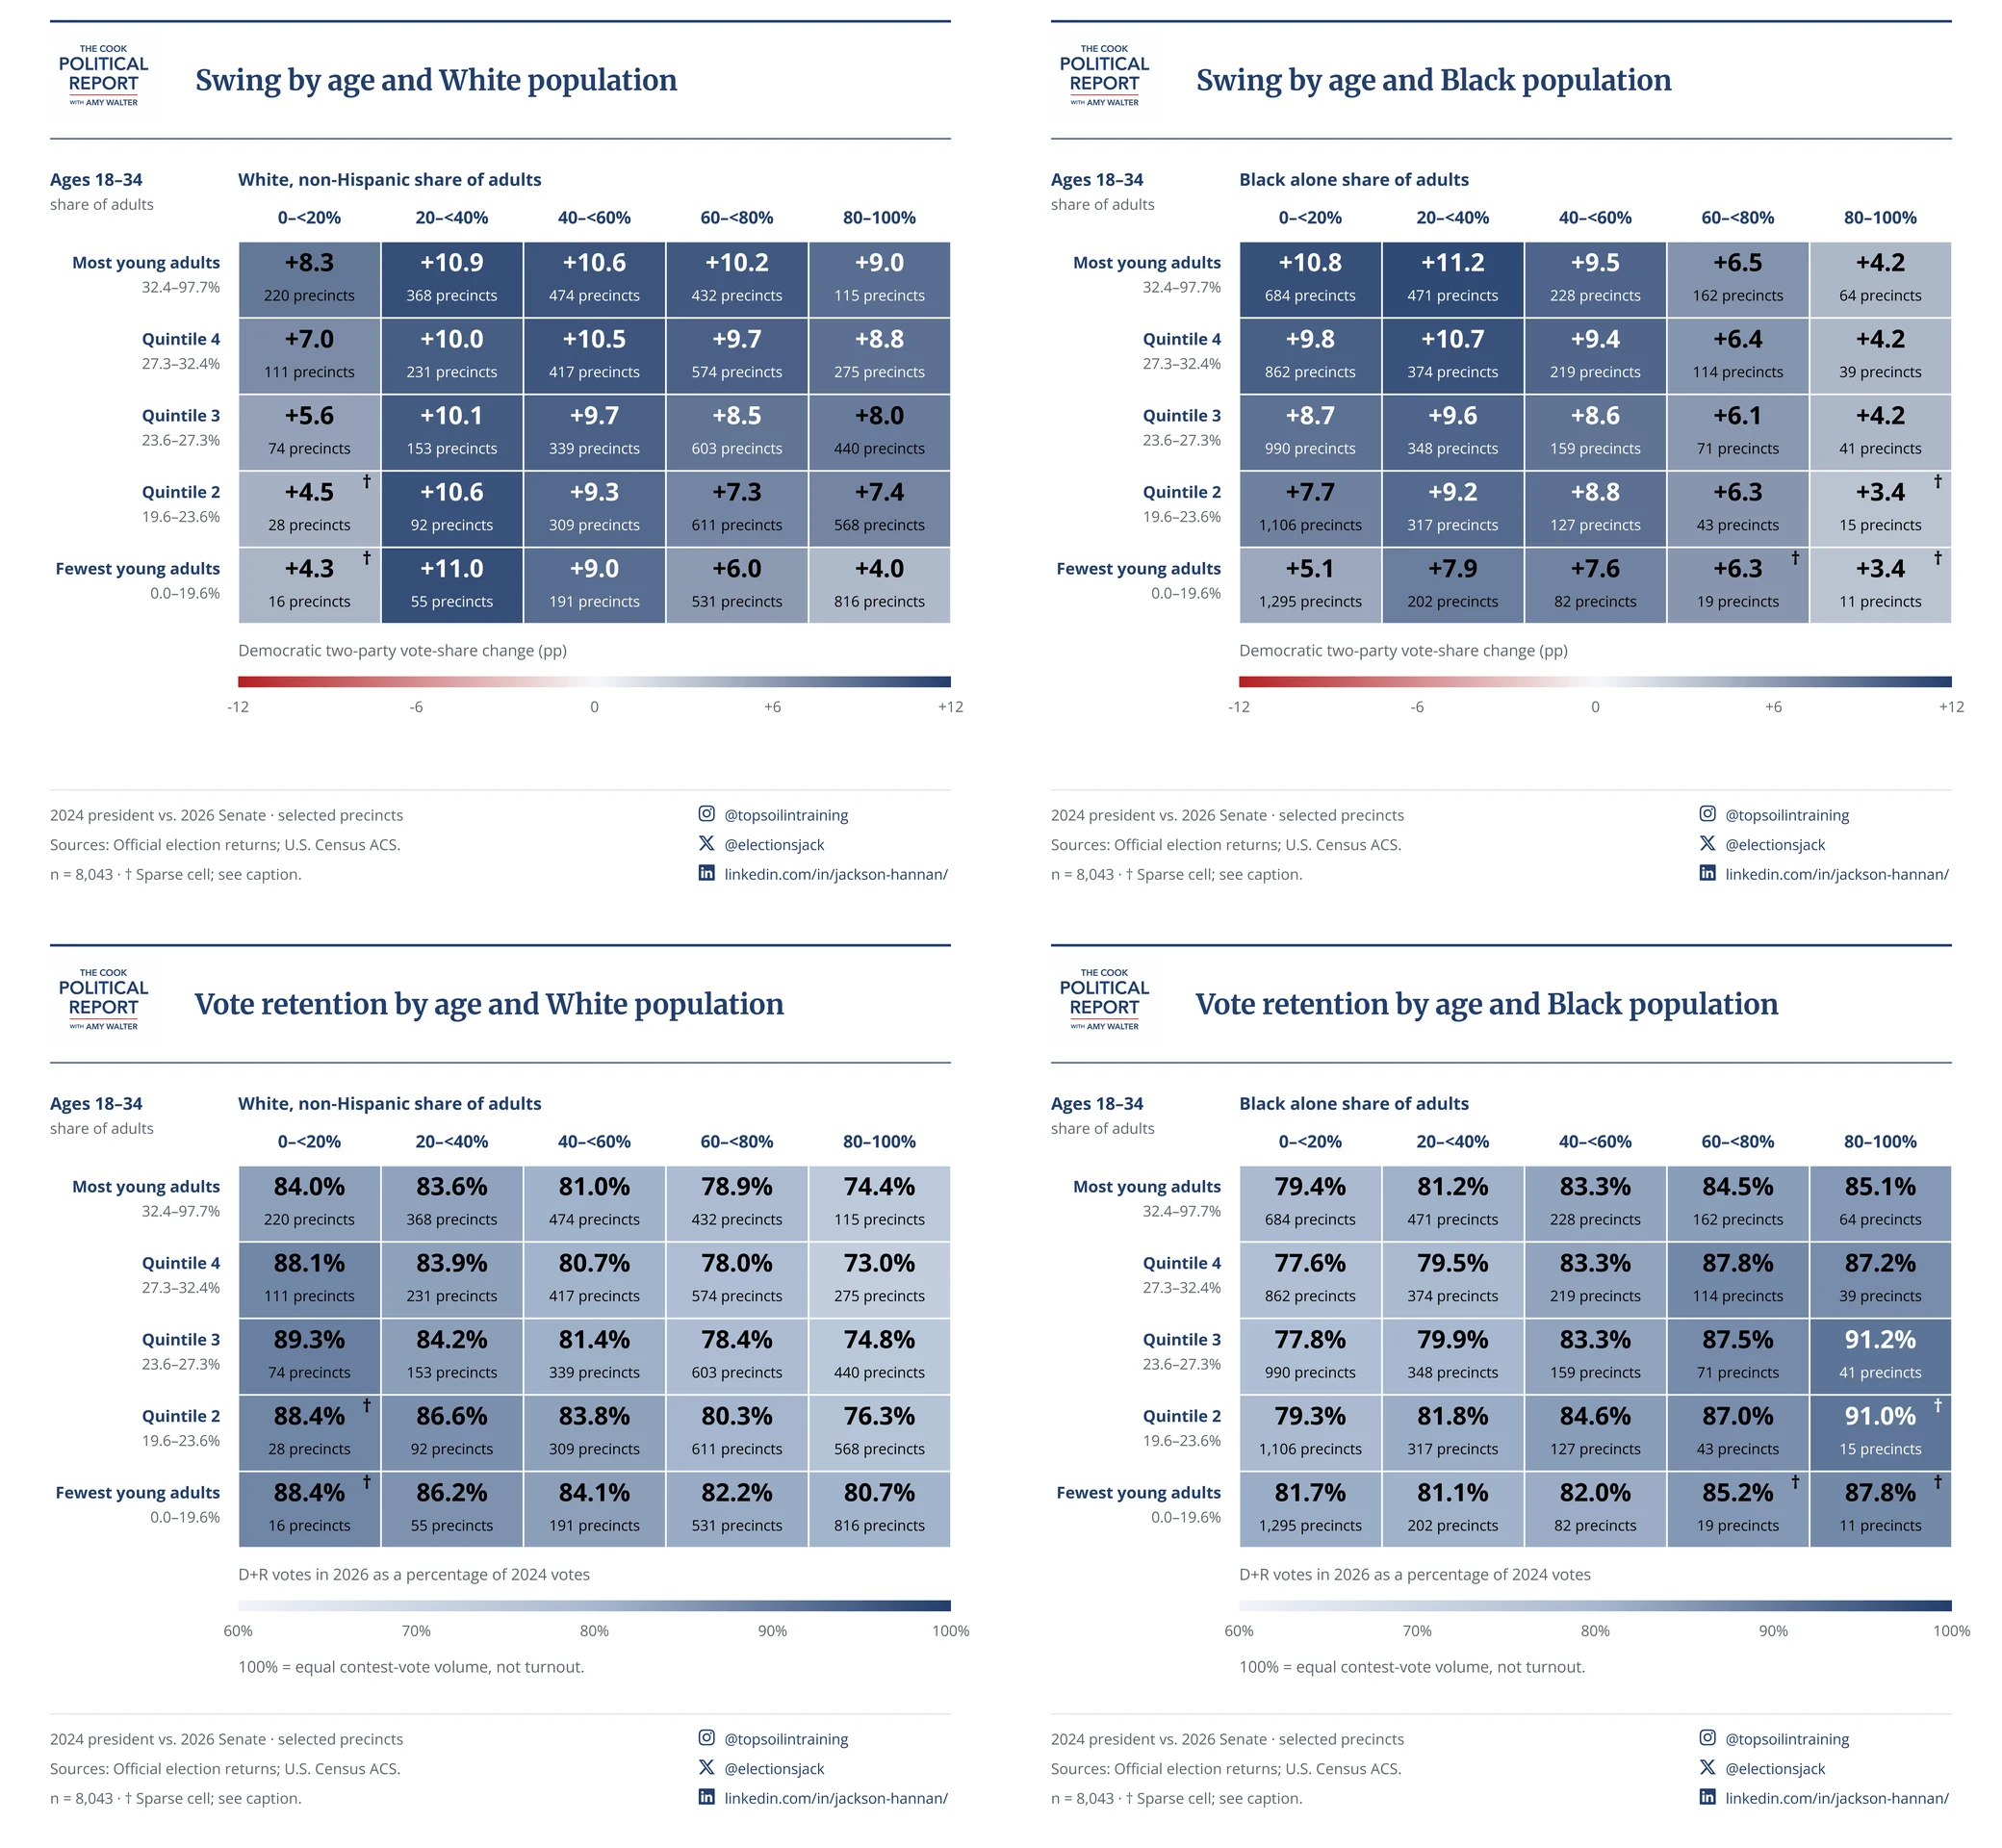 THE COOK
POLITICAL
REPORT
WITH AMY WALTER
Swing by age and White population
Ages 18–34
share of adults
White, non-Hispanic share of adults
0–<20% 20–<40% 40–<60% 60–<80% 80–100%
Most young adults +8.3 +10.9 +10.6 +10.2 +9.0
32.4–97.7% 220 precincts 368 precincts 474 precincts 432 precincts 115 precincts
Quintile 4 +7.0 +10.0 +10.5 +9.7 +8.8
27.3–32.4% 111 precincts 231 precincts 417 precincts 574 precincts 275 precincts
Quintile 3 +5.6 +10.1 +9.7 +8.5 +8.0
23.6–27.3% 74 precincts 153 precincts 339 precincts 603 precincts 440 precincts
Quintile 2 +4.5 † +10.6 +9.3 +7.3 +7.4
19.6–23.6% 28 precincts 92 precincts 309 precincts 611 precincts 568 precincts
Fewest young adults +4.3 † +11.0 +9.0 +6.0 +4.0
0.0–19.6% 16 precincts 55 precincts 191 precincts 531 precincts 816 precincts
Democratic two-party vote-share change (pp)
-12 -6 0 +6 +12
2024 president vs. 2026 Senate · selected precincts
Sources: Official election returns; U.S. Census ACS.
n = 8,043 · † Sparse cell; see caption.
@topsoilintraining
@electionsjack
linkedin.com/in/jackson-hannan/
THE COOK
POLITICAL
REPORT
WITH AMY WALTER
Swing by age and Black population
Ages 18–34
share of adults
Black alone share of adults
0–<20% 20–<40% 40–<60% 60–<80% 80–100%
Most young adults +10.8 +11.2 +9.5 +6.5 +4.2
32.4–97.7% 684 precincts 471 precincts 228 precincts 162 precincts 64 precincts
Quintile 4 +9.8 +10.7 +9.4 +6.4 +4.2
27.3–32.4% 862 precincts 374 precincts 219 precincts 114 precincts 39 precincts
Quintile 3 +8.7 +9.6 +8.6 +6.1 +4.2
23.6–27.3% 990 precincts 348 precincts 159 precincts 71 precincts 41 precincts
Quintile 2 +7.7 +9.2 +8.8 +6.3 +3.4 †
19.6–23.6% 1,106 precincts 317 precincts 127 precincts 43 precincts 15 precincts
Fewest young adults +5.1 +7.9 +7.6 +6.3 † +3.4 †
0.0–19.6% 1,295 precincts 202 precincts 82 precincts 19 precincts 11 precincts
Democratic two-party vote-share change (pp)
-12 -6 0 +6 +12
2024 president vs. 2026 Senate · selected precincts
Sources: Official election returns; U.S. Census ACS.
n = 8,043 · † Sparse cell; see caption.
@topsoilintraining
@electionsjack
linkedin.com/in/jackson-hannan/
THE COOK
POLITICAL
REPORT
WITH AMY WALTER
Vote retention by age and White population
Ages 18–34
share of adults
White, non-Hispanic share of adults
0–<20% 20–<40% 40–<60% 60–<80% 80–100%
Most young adults 84.0% 83.6% 81.0% 78.9% 74.4%
32.4–97.7% 220 precincts 368 precincts 474 precincts 432 precincts 115 precincts
Quintile 4 88.1% 83.9% 80.7% 78.0% 73.0%
27.3–32.4% 111 precincts 231 precincts 417 precincts 574 precincts 275 precincts
Quintile 3 89.3% 84.2% 81.4% 78.4% 74.8%
23.6–27.3% 74 precincts 153 precincts 339 precincts 603 precincts 440 precincts
Quintile 2 88.4% † 86.6% 83.8% 80.3% 76.3%
19.6–23.6% 28 precincts 92 precincts 309 precincts 611 precincts 568 precincts
Fewest young adults 88.4% † 86.2% 84.1% 82.2% 80.7%
0.0–19.6% 16 precincts 55 precincts 191 precincts 531 precincts 816 precincts
D+R votes in 2026 as a percentage of 2024 votes
60% 70% 80% 90% 100%
100% = equal contest-vote volume, not turnout.
2024 president vs. 2026 Senate · selected precincts
Sources: Official election returns; U.S. Census ACS.
n = 8,043 · † Sparse cell; see caption.
@topsoilintraining
@electionsjack
linkedin.com/in/jackson-hannan/
THE COOK
POLITICAL
REPORT
WITH AMY WALTER
Vote retention by age and Black population
Ages 18–34
share of adults
Black alone share of adults
0–<20% 20–<40% 40–<60% 60–<80% 80–100%
Most young adults 79.4% 81.2% 83.3% 84.5% 85.1%
32.4–97.7% 684 precincts 471 precincts 228 precincts 162 precincts 64 precincts
Quintile 4 77.6% 79.5% 83.3% 87.8% 87.2%
27.3–32.4% 862 precincts 374 precincts 219 precincts 114 precincts 39 precincts
Quintile 3 77.8% 79.9% 83.3% 87.5% 91.2%
23.6–27.3% 990 precincts 348 precincts 159 precincts 71 precincts 41 precincts
Quintile 2 79.3% 81.8% 84.6% 87.0% 91.0% †
19.6–23.6% 1,106 precincts 317 precincts 127 precincts 43 precincts 15 precincts
Fewest young adults 81.7% 81.1% 82.0% 85.2% † 87.8% †
0.0–19.6% 1,295 precincts 202 precincts 82 precincts 19 precincts 11 precincts
D+R votes in 2026 as a percentage of 2024 votes
60% 70% 80% 90% 100%
100% = equal contest-vote volume, not turnout.
2024 president vs. 2026 Senate · selected precincts
Sources: Official election returns; U.S. Census ACS.
n = 8,043 · † Sparse cell; see caption.
@topsoilintraining
@electionsjack
linkedin.com/in/jackson-hannan/